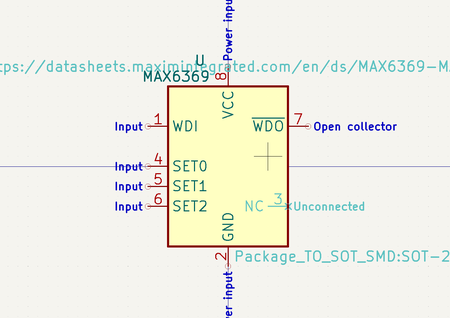 Power input
U
tps://datasheets.maximintegrated.com/en/ds/MAX6369-M
MAX6369
8
VCC
Input 1 WDI
WDO 7 Open collector
Input 4 SET0
Input 5 SET1
Input 6 SET2
NC 3 Unconnected
GND
2
Package_TO_SOT_SMD:SOT-2
er input